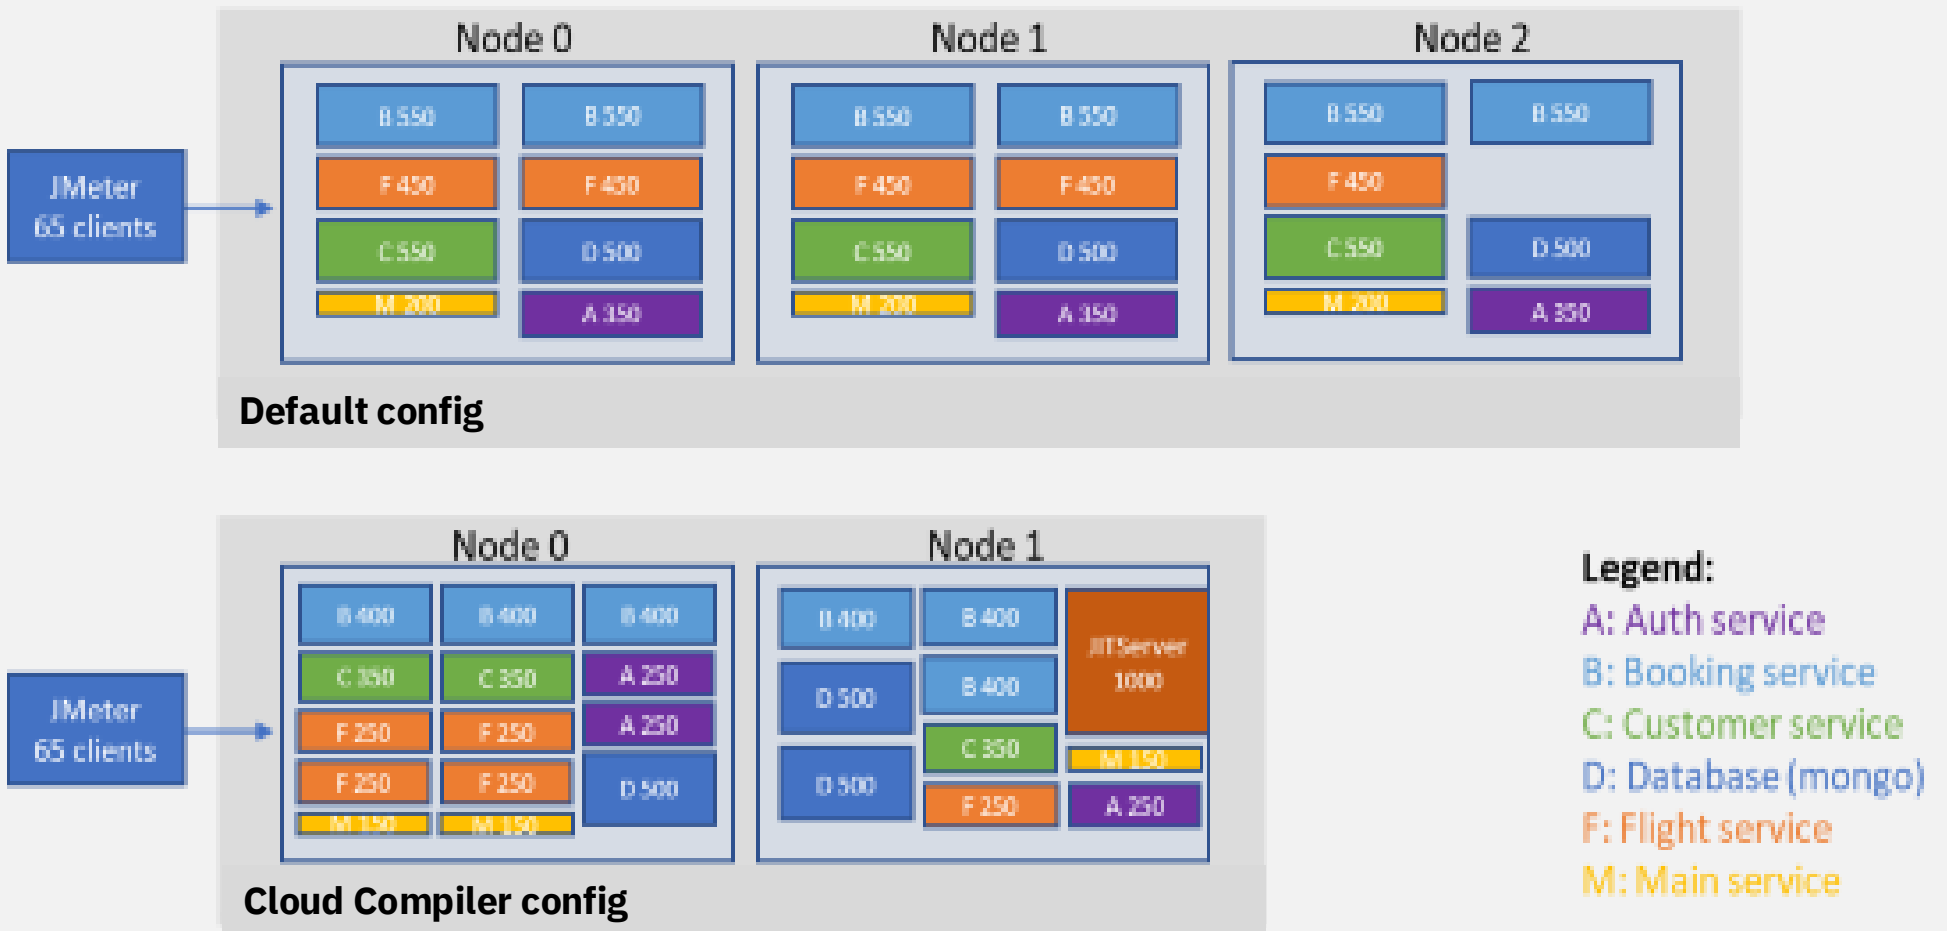 Node 0
Node 1
Node 2
B 550
B 550
F 450
F 450
C 550
D 500
M 200
A 350
B 550
B 550
F 450
F 450
C 550
D 500
M 200
A 350
B 550
B 550
F 450
C 550
D 500
M 200
A 350
JMeter
65 clients
Default config
Node 0
Node 1
B 400
B 400
B 400
C 350
C 350
A 250
F 250
F 250
A 250
F 250
F 250
D 500
M 150
M 150
B 400
B 400
JITServer
1000
D 500
B 400
C 350
M 150
D 500
F 250
A 250
JMeter
65 clients
Cloud Compiler config
Legend:
A: Auth service
B: Booking service
C: Customer service
D: Database (mongo)
F: Flight service
M: Main service